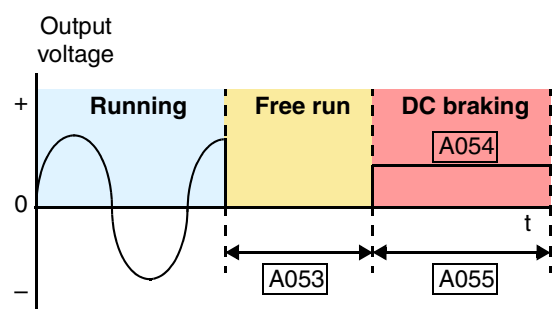 Output
voltage
+
Running
Free run
DC braking
A054
0
t
A053
A055
–